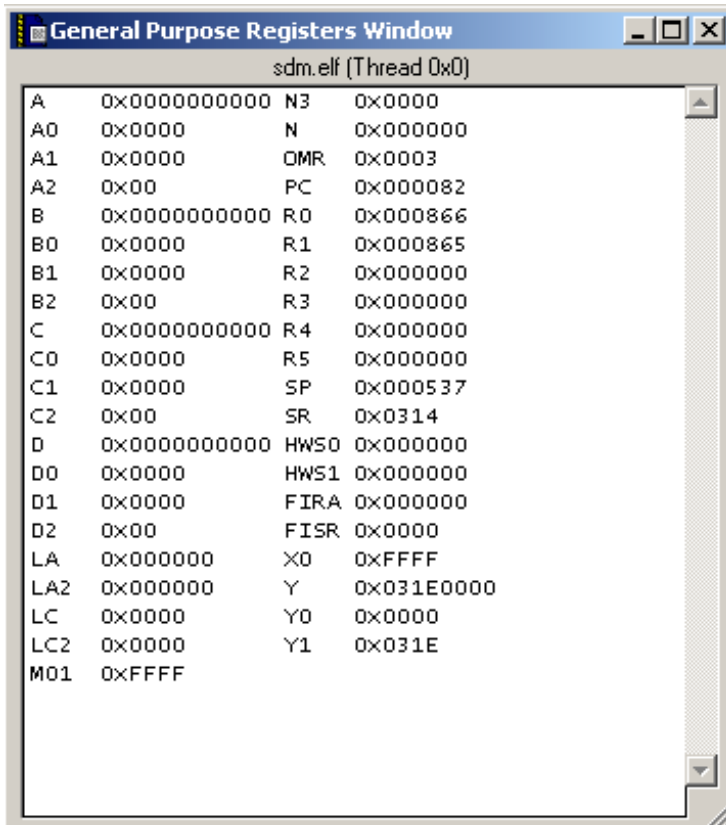 General Purpose Registers Window
sdm.elf (Thread 0x0)
A 0x0000000000 N3 0x0000
A0 0x0000 N 0x000000
A1 0x0000 OMR 0x0003
A2 0x00 PC 0x000082
B 0x0000000000 R0 0x000866
B0 0x0000 R1 0x000865
B1 0x0000 R2 0x000000
B2 0x00 R3 0x000000
C 0x0000000000 R4 0x000000
C0 0x0000 R5 0x000000
C1 0x0000 SP 0x000537
C2 0x00 SR 0x0314
D 0x0000000000 HWS0 0x000000
D0 0x0000 HWS1 0x000000
D1 0x0000 FIRA 0x000000
D2 0x00 FISR 0x0000
LA 0x000000 X0 0xFFFF
LA2 0x000000 Y 0x031E0000
LC 0x0000 Y0 0x0000
LC2 0x0000 Y1 0x031E
M01 0xFFFF